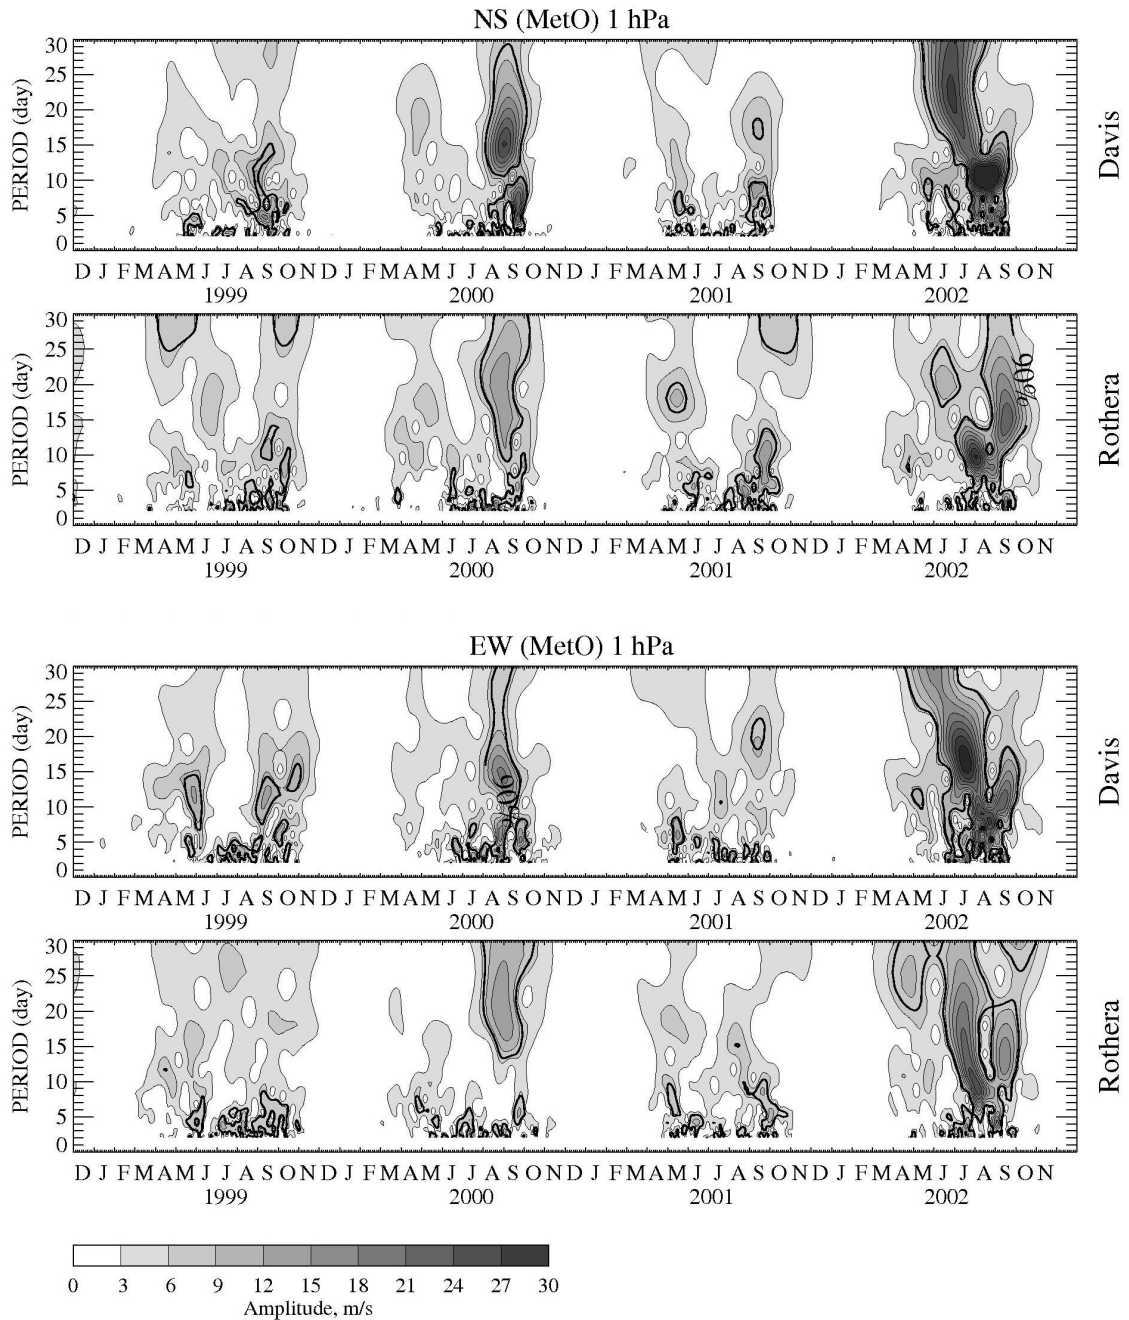 NS (MetO) 1 hPa
30
25
20
15
10
5
0
PERIOD (day)
Davis
D J F M A M J J A S O N D J F M A M J J A S O N D J F M A M J J A S O N D J F M A M J J A S O N
1999 2000 2001 2002
30
25
20
15
10
5
0
PERIOD (day)
90%
Rothera
D J F M A M J J A S O N D J F M A M J J A S O N D J F M A M J J A S O N D J F M A M J J A S O N
1999 2000 2001 2002
EW (MetO) 1 hPa
30
25
20
15
10
5
0
PERIOD (day)
90%
Davis
D J F M A M J J A S O N D J F M A M J J A S O N D J F M A M J J A S O N D J F M A M J J A S O N
1999 2000 2001 2002
30
25
20
15
10
5
0
PERIOD (day)
Rothera
D J F M A M J J A S O N D J F M A M J J A S O N D J F M A M J J A S O N D J F M A M J J A S O N
1999 2000 2001 2002
0 3 6 9 12 15 18 21 24 27 30
Amplitude, m/s